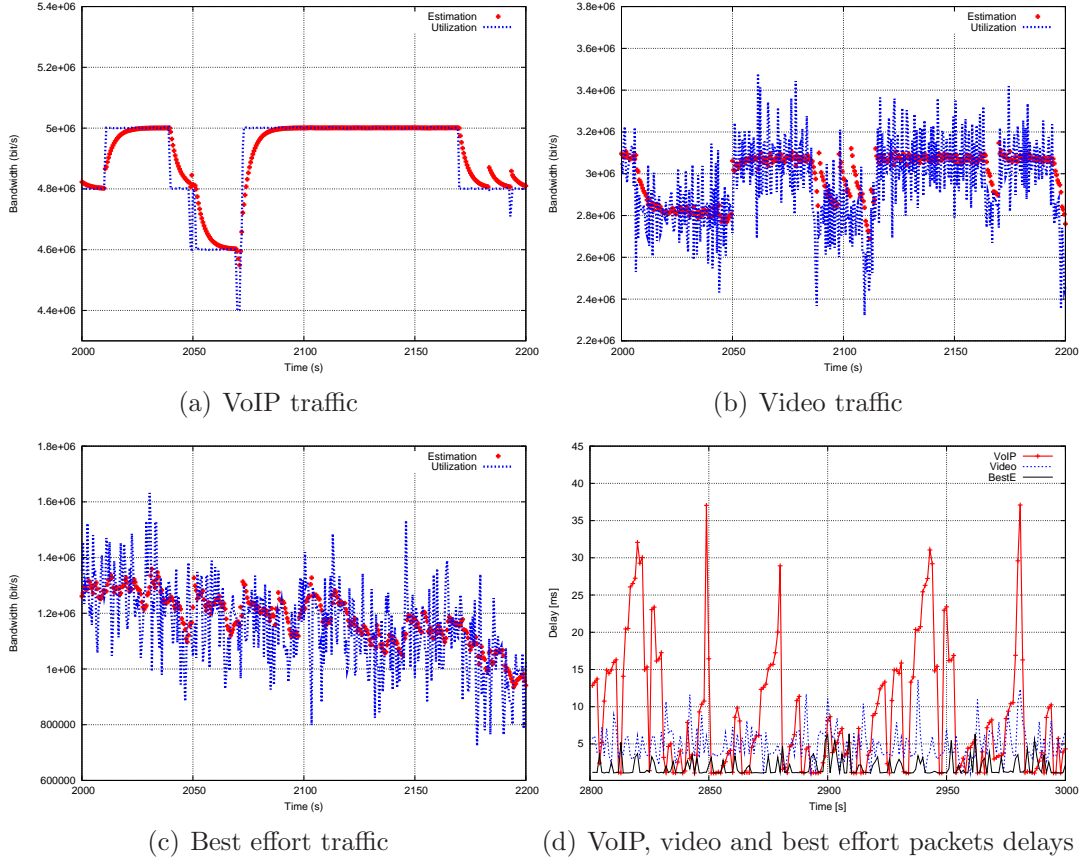 5.4e+06
5.2e+06
5e+06
4.8e+06
4.6e+06
4.4e+06
Bandwidth (bit/s)
Estimation
Utilization
2000 2050 2100 2150 2200
Time (s)
(a) VoIP traffic
3.8e+06
3.6e+06
3.4e+06
3.2e+06
3e+06
2.8e+06
2.6e+06
2.4e+06
2.2e+06
Bandwidth (bit/s)
Estimation
Utilization
2000 2050 2100 2150 2200
Time (s)
(b) Video traffic
1.8e+06
1.6e+06
1.4e+06
1.2e+06
1e+06
800000
600000
Bandwidth (bit/s)
Estimation
Utilization
2000 2050 2100 2150 2200
Time (s)
(c) Best effort traffic
45
40
35
30
25
20
15
10
5
Delay [ms]
VoIP
Video
BestE
2800 2850 2900 2950 3000
Time [s]
(d) VoIP, video and best effort packets delays